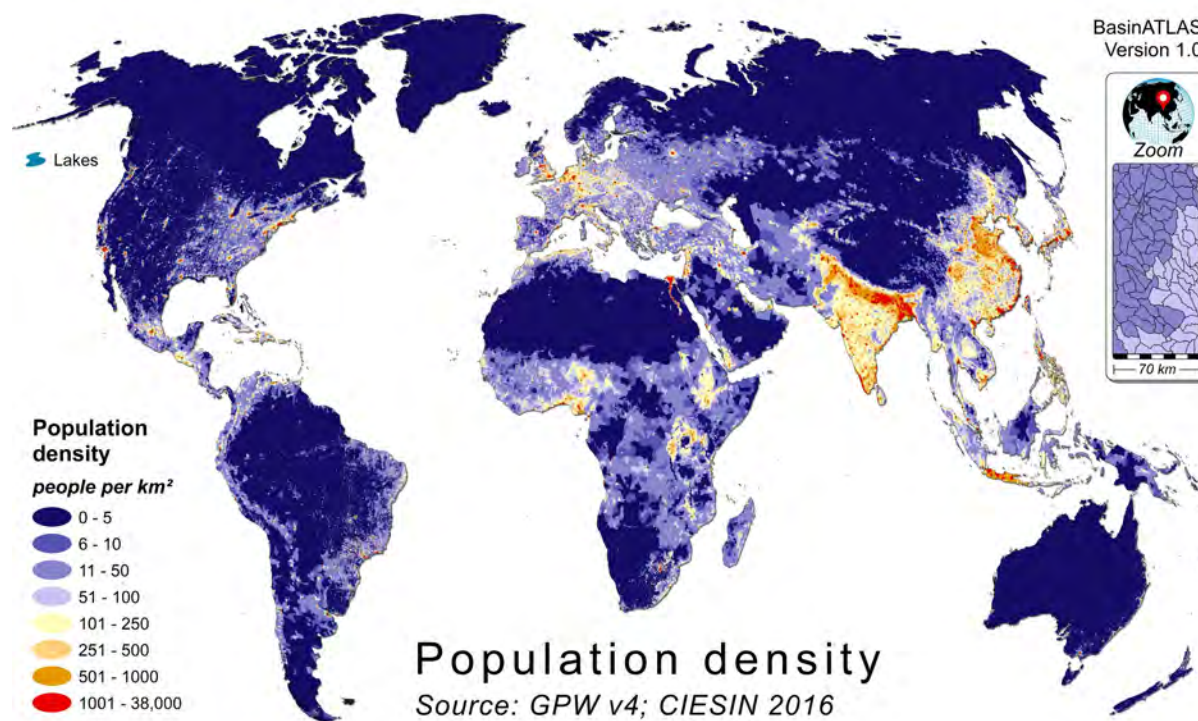 BasinATLAS
Version 1.0
Zoom
70 km
Lakes
Population
density
people per km²
0 - 5
6 - 10
11 - 50
51 - 100
101 - 250
251 - 500
501 - 1000
1001 - 38,000
Population density
Source: GPW v4; CIESIN 2016